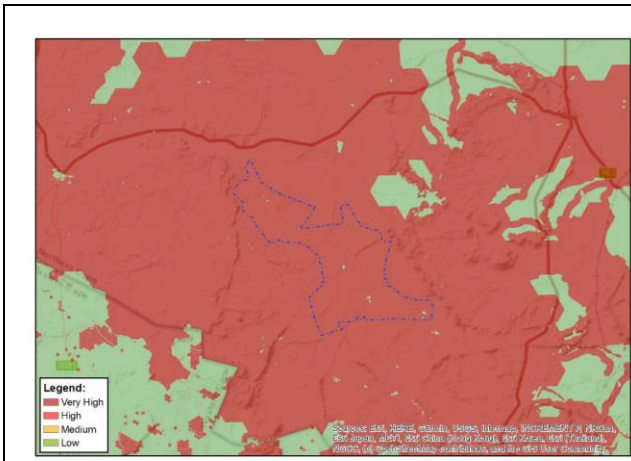 Legend:
Very High
High
Medium
Low
Sources: Esri, HERE, Garmin, USGS, Intermap, INCREMENT P, NRCan,
Esri Japan, METI, Esri China (Hong Kong), Esri Korea, Esri (Thailand),
NGCC, (c) OpenStreetMap contributors, and the GIS User Community